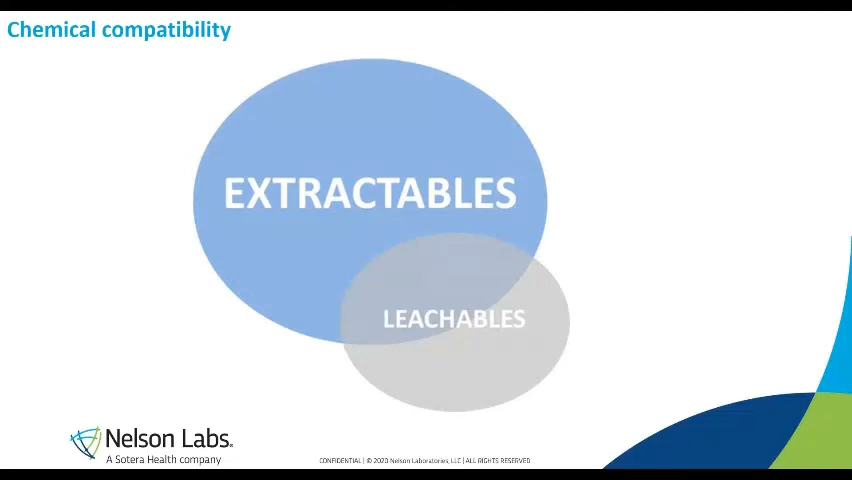 Chemical compatibility
EXTRACTABLES
LEACHABLES
Nelson Labs.
A Sotera Health company
CONFIDENTIAL | © 2020 Nelson Laboratories, LLC | ALL RIGHTS RESERVED